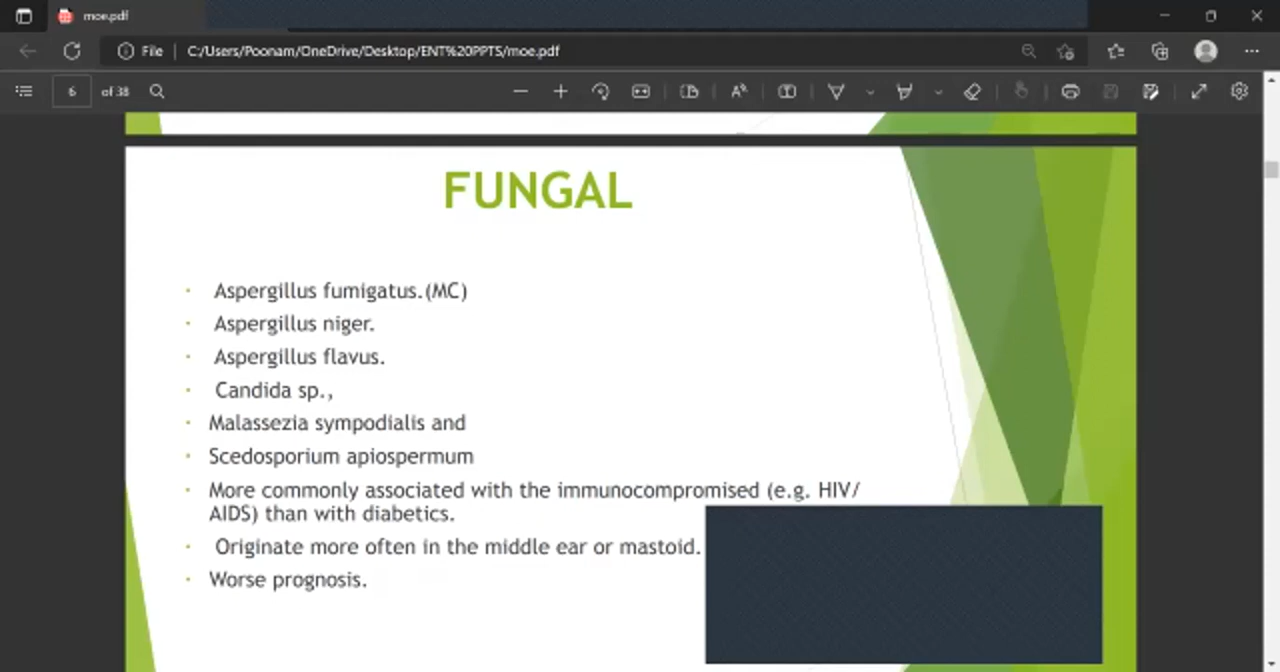 moe.pdf
File | C:/Users/Poonam/OneDrive/Desktop/ENT%20PPTS/moe.pdf
6 of 38
FUNGAL
· Aspergillus fumigatus.(MC)
· Aspergillus niger.
· Aspergillus flavus.
· Candida sp.,
· Malassezia sympodialis and
· Scedosporium apiospermum
· More commonly associated with the immunocompromised (e.g. HIV/
AIDS) than with diabetics.
· Originate more often in the middle ear or mastoid.
· Worse prognosis.